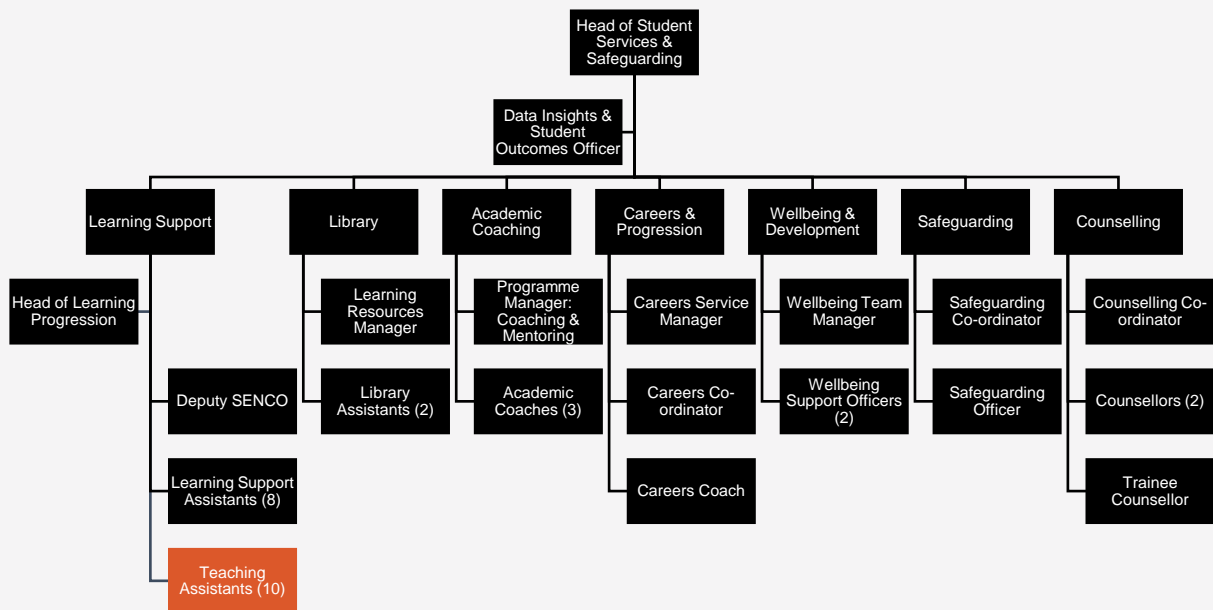 Head of Student
Services &
Safeguarding
Data Insights &
Student
Outcomes Officer
Learning Support
Library
Academic
Coaching
Careers &
Progression
Wellbeing &
Development
Safeguarding
Counselling
Head of Learning
Progression
Learning
Resources
Manager
Programme
Manager:
Coaching &
Mentoring
Careers Service
Manager
Wellbeing Team
Manager
Safeguarding
Co-ordinator
Counselling Co-
ordinator
Deputy SENCO
Library
Assistants (2)
Academic
Coaches (3)
Careers Co-
ordinator
Wellbeing
Support Officers
(2)
Safeguarding
Officer
Counsellors (2)
Learning Support
Assistants (8)
Careers Coach
Trainee
Counsellor
Teaching
Assistants (10)